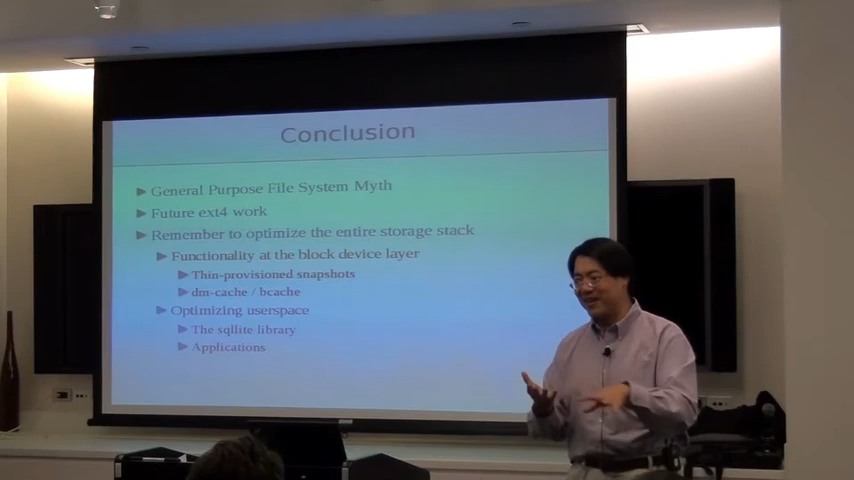 Conclusion
General Purpose File System Myth
Future ext4 work
Remember to optimize the entire storage stack
Functionality at the block device layer
Thin-provisioned snapshots
dm-cache / bcache
Optimizing userspace
The sqllite library
Applications